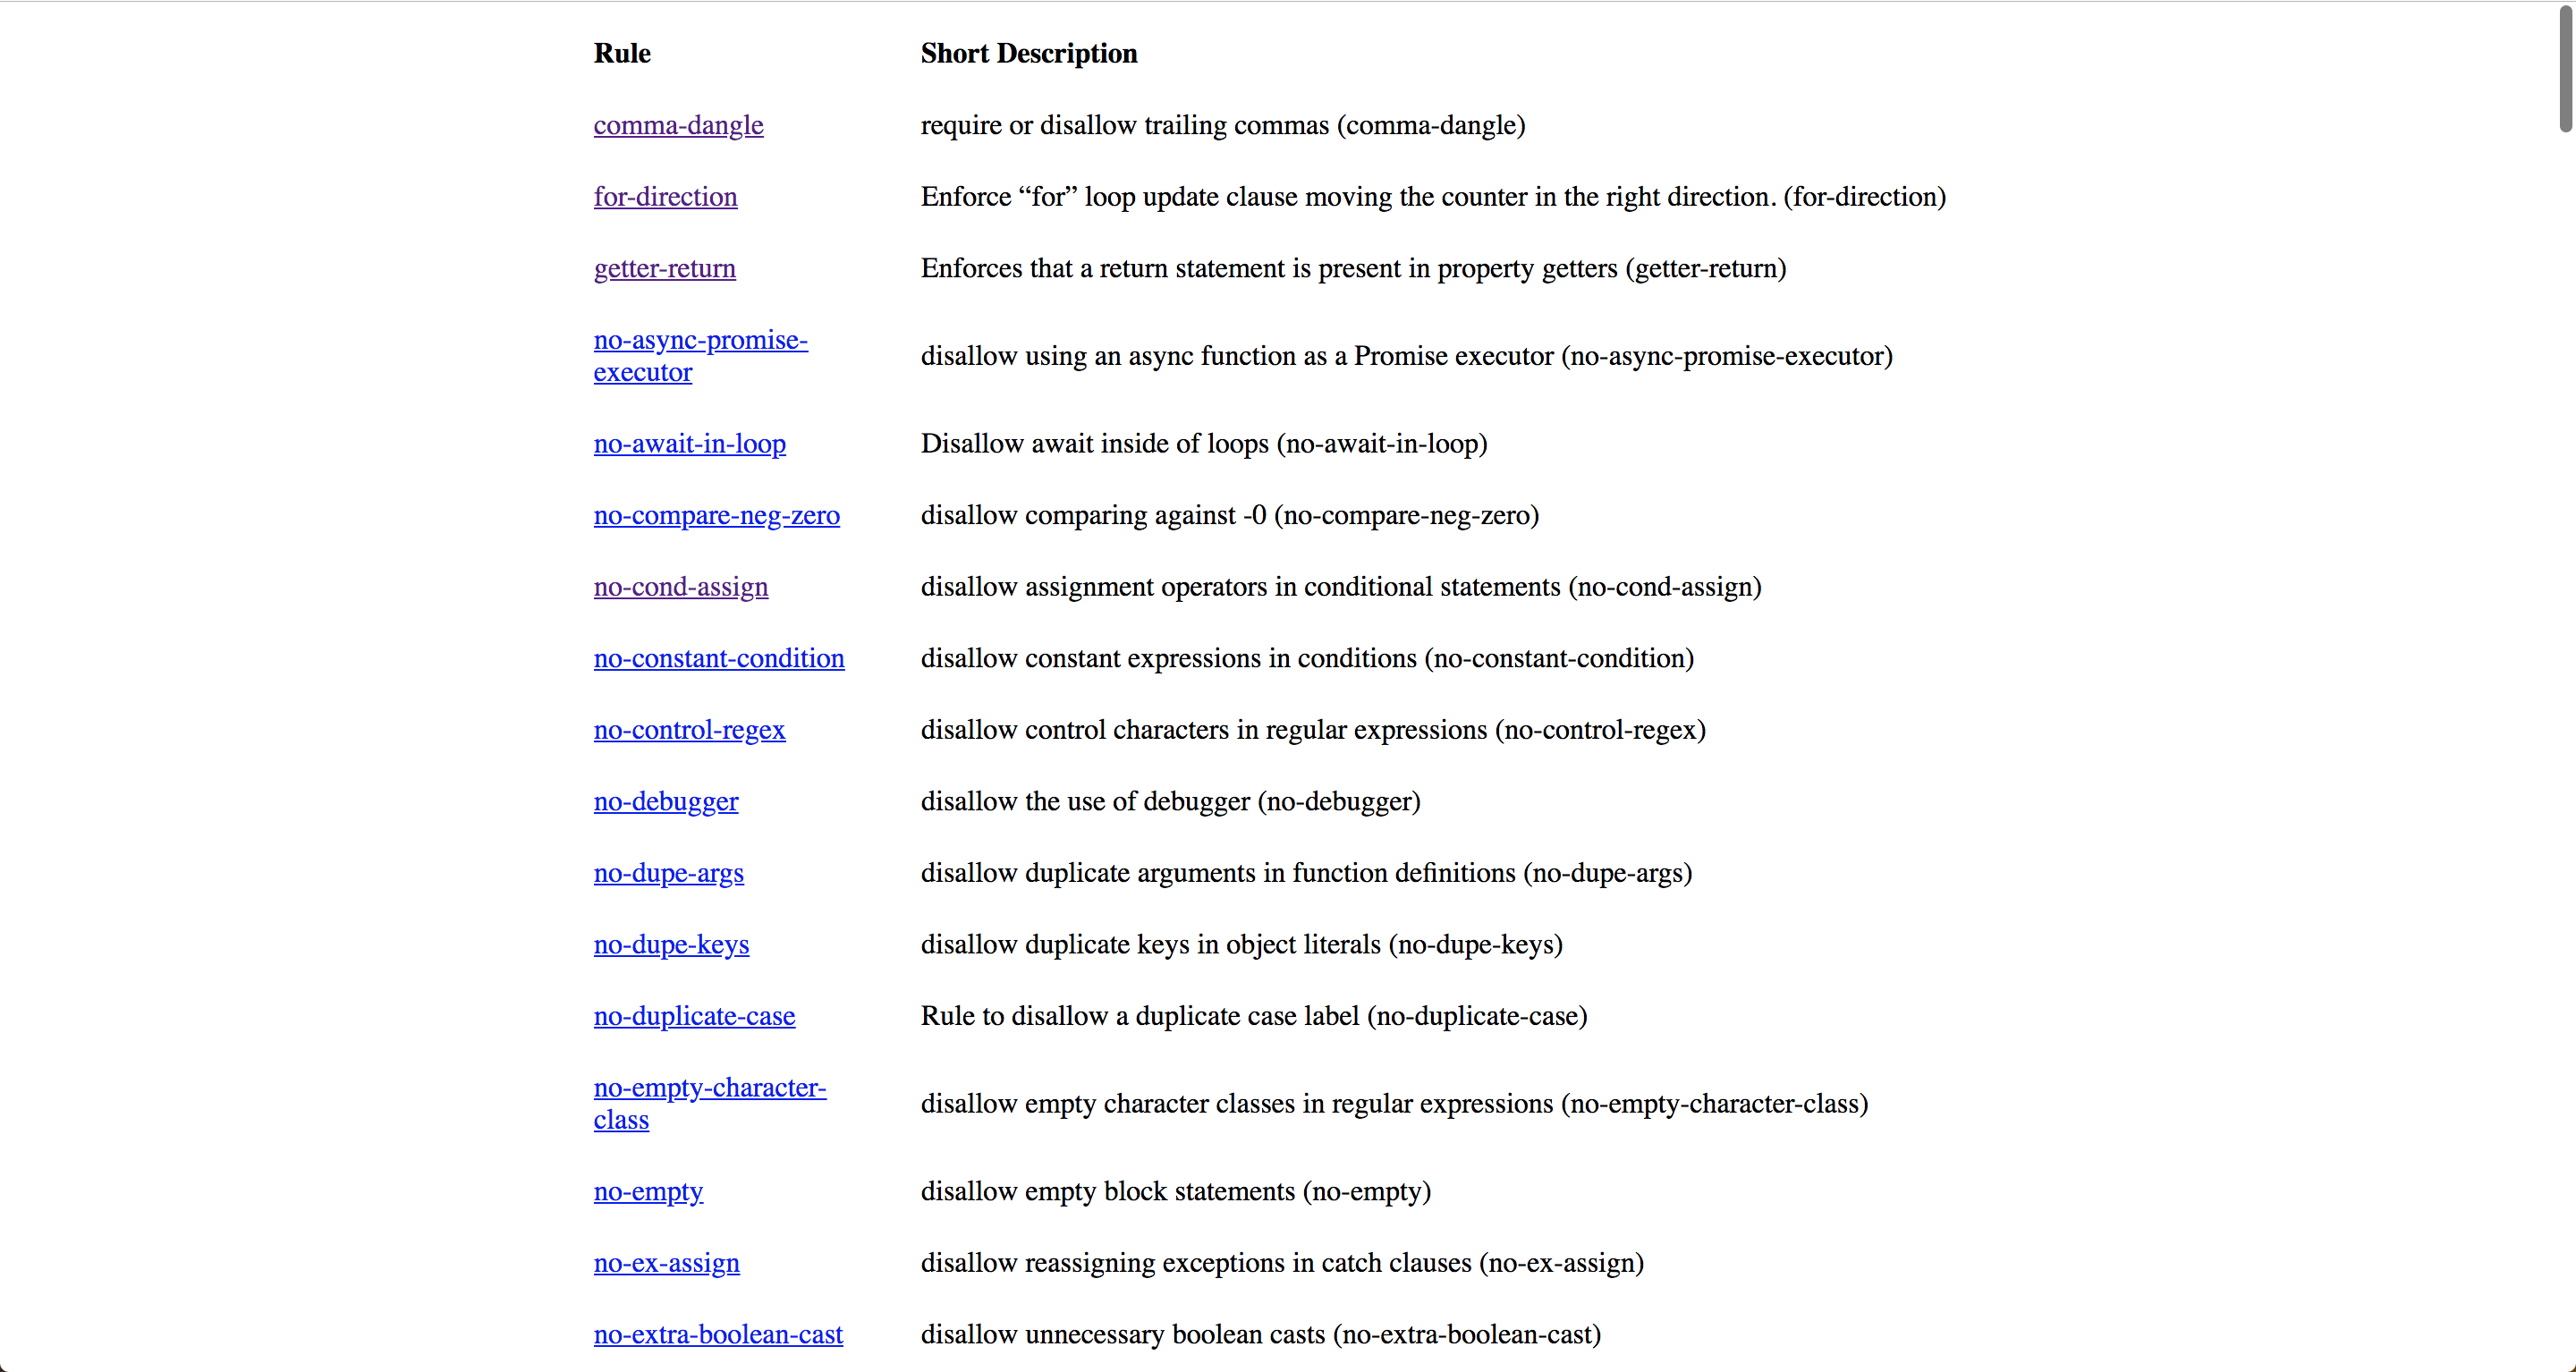 Rule Short Description
comma-dangle require or disallow trailing commas (comma-dangle)
for-direction Enforce “for” loop update clause moving the counter in the right direction. (for-direction)
getter-return Enforces that a return statement is present in property getters (getter-return)
no-async-promise-
executor disallow using an async function as a Promise executor (no-async-promise-executor)
no-await-in-loop Disallow await inside of loops (no-await-in-loop)
no-compare-neg-zero disallow comparing against -0 (no-compare-neg-zero)
no-cond-assign disallow assignment operators in conditional statements (no-cond-assign)
no-constant-condition disallow constant expressions in conditions (no-constant-condition)
no-control-regex disallow control characters in regular expressions (no-control-regex)
no-debugger disallow the use of debugger (no-debugger)
no-dupe-args disallow duplicate arguments in function definitions (no-dupe-args)
no-dupe-keys disallow duplicate keys in object literals (no-dupe-keys)
no-duplicate-case Rule to disallow a duplicate case label (no-duplicate-case)
no-empty-character-
class disallow empty character classes in regular expressions (no-empty-character-class)
no-empty disallow empty block statements (no-empty)
no-ex-assign disallow reassigning exceptions in catch clauses (no-ex-assign)
no-extra-boolean-cast disallow unnecessary boolean casts (no-extra-boolean-cast)